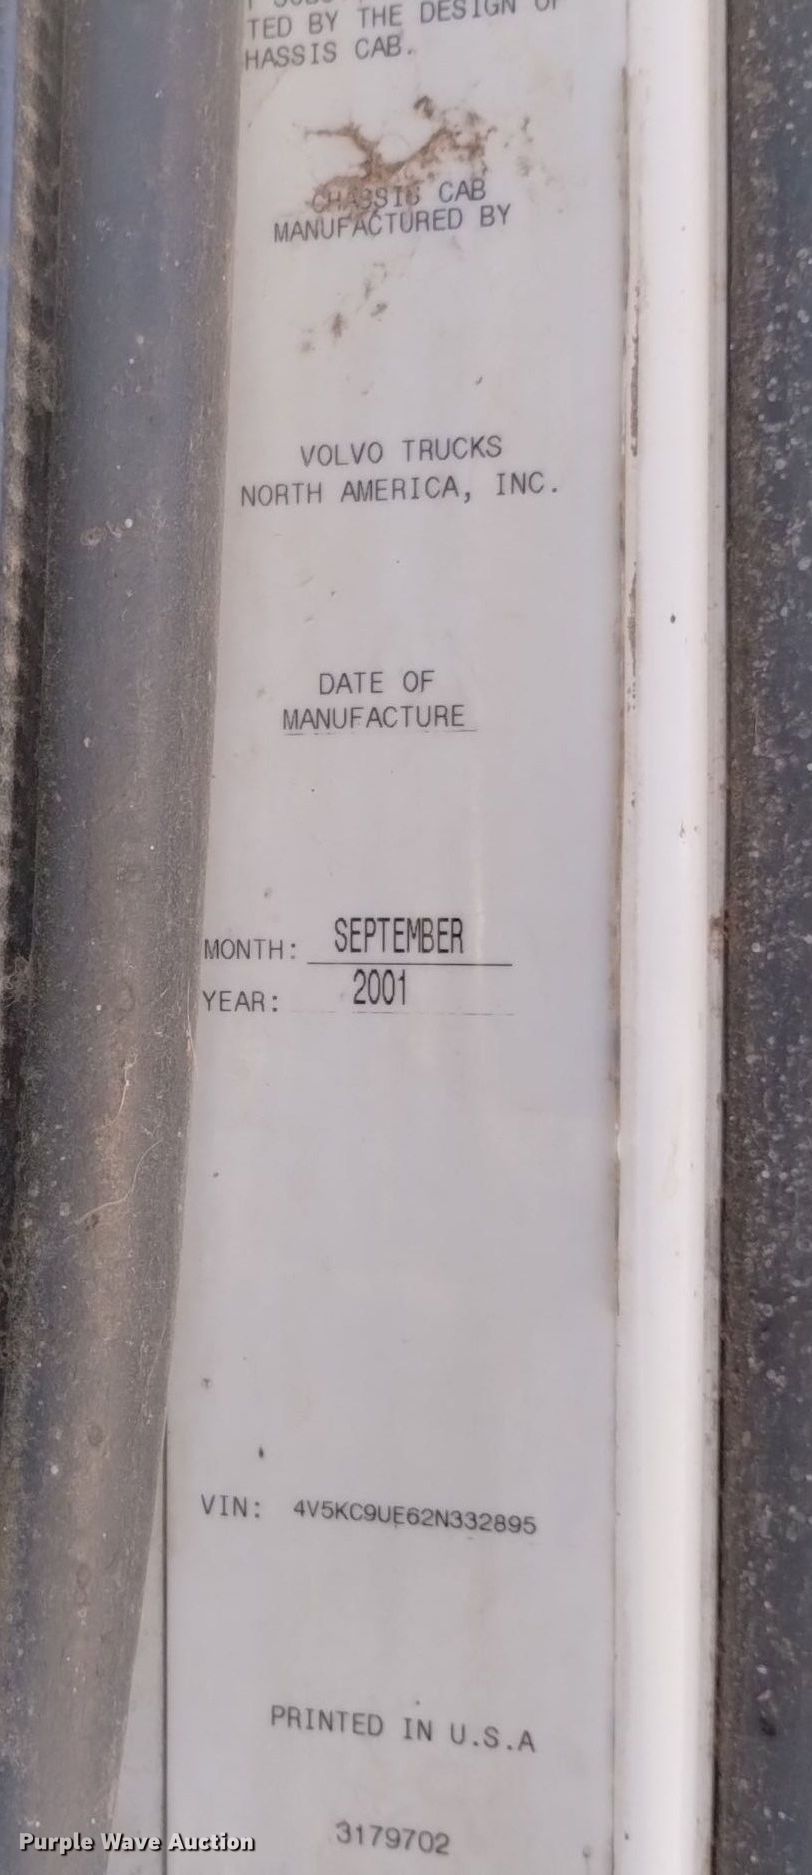 TED BY THE DESIGN OF
HASSIS CAB.
CHASSIS CAB
MANUFACTURED BY
VOLVO TRUCKS
NORTH AMERICA, INC.
DATE OF
MANUFACTURE
MONTH: SEPTEMBER
YEAR: 2001
VIN: 4V5KC9UE62N332895
PRINTED IN U.S.A
3179702
Purple Wave Auction